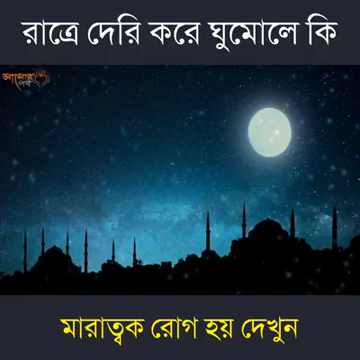 রাত্রে দেরি করে ঘুমোলে কি
মারাত্বক রোগ হয় দেখুন